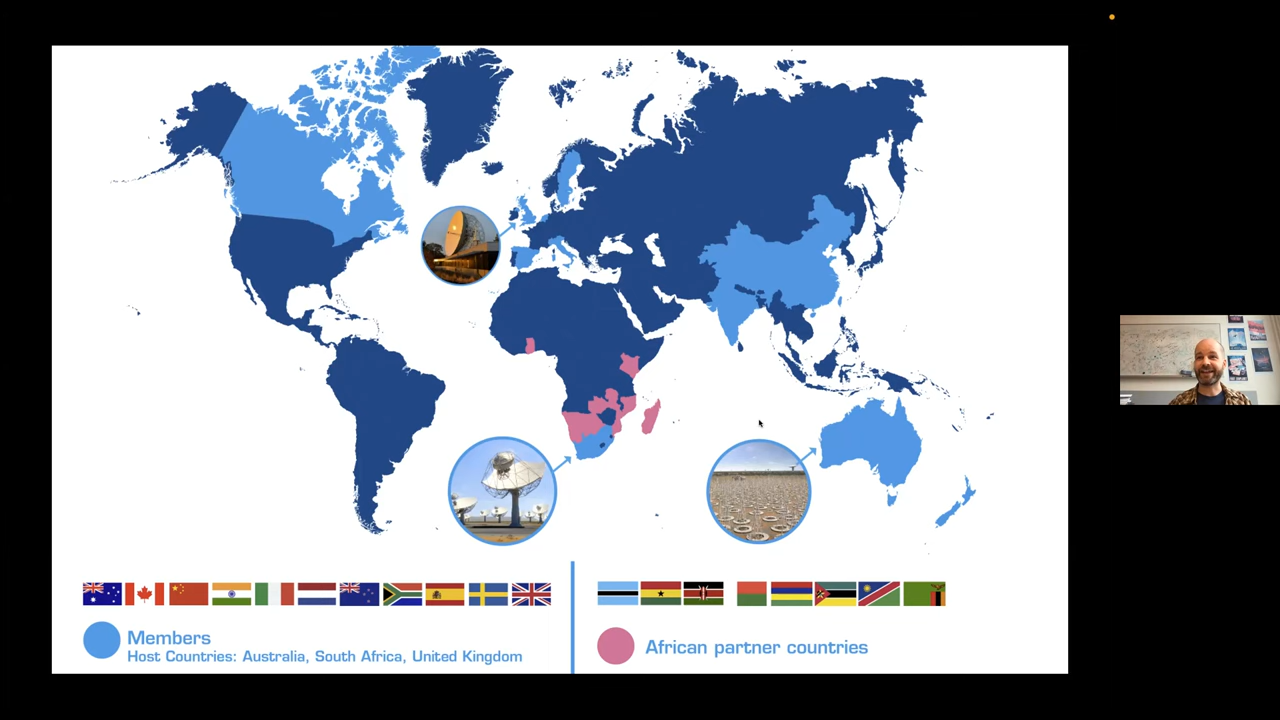 Members
Host Countries: Australia, South Africa, United Kingdom
African partner countries